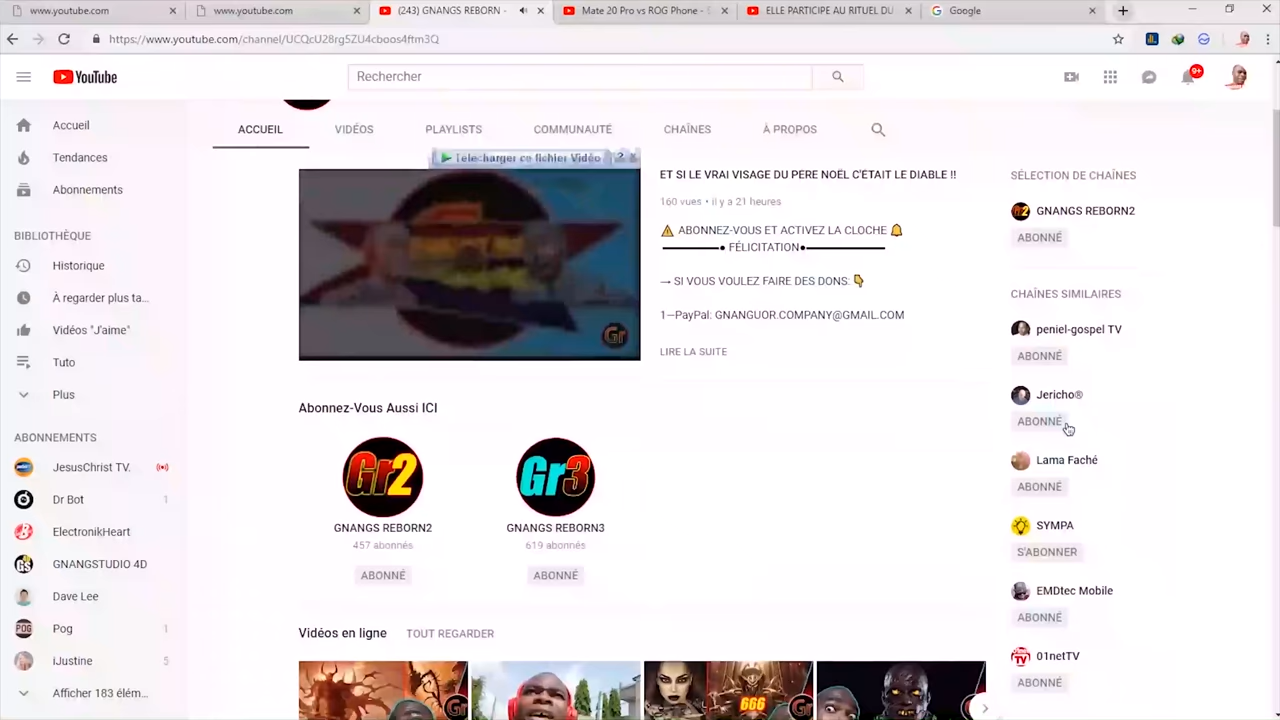 www.youtube.com
www.youtube.com
(243) GNANGS REBORN -
Mate 20 Pro vs ROG Phone -
ELLE PARTICIPE AU RITUEL DU
Google
https://www.youtube.com/channel/UCQcU28rgSZU4cboos4ftm3Q
YouTube
Rechercher
9+
Accueil
Tendances
Abonnements
BIBLIOTHÈQUE
Historique
À regarder plus ta...
Vidéos "J'aime"
Tuto
Plus
ABONNEMENTS
JesusChrist TV.
Dr Bot 1
ElectronikHeart
GNANGSTUDIO 4D
Dave Lee
Pog 1
iJustine 5
Afficher 183 élém...
ACCUEIL
VIDÉOS
PLAYLISTS
COMMUNAUTÉ
CHAÎNES
À PROPOS
Télécharger ce fichier Vidéo ? x
Gr
ET SI LE VRAI VISAGE DU PERE NOËL C'ÉTAIT LE DIABLE !!
160 vues • il y a 21 heures
⚠ ABONNEZ-VOUS ET ACTIVEZ LA CLOCHE 🔔
● FÉLICITATION●
→ SI VOUS VOULEZ FAIRE DES DONS: 👇
1—PayPal: GNANGUOR.COMPANY@GMAIL.COM
LIRE LA SUITE
Abonnez-Vous Aussi ICI
Gr2
GNANGS REBORN2
457 abonnés
ABONNÉ
Gr3
GNANGS REBORN3
619 abonnés
ABONNÉ
Vidéos en ligne TOUT REGARDER
Gr
666
SÉLECTION DE CHAÎNES
GNANGS REBORN2
ABONNÉ
CHAÎNES SIMILAIRES
peniel-gospel TV
ABONNÉ
Jericho®
ABONNÉ
Lama Faché
ABONNÉ
SYMPA
S'ABONNER
EMDtec Mobile
ABONNÉ
01netTV
ABONNÉ